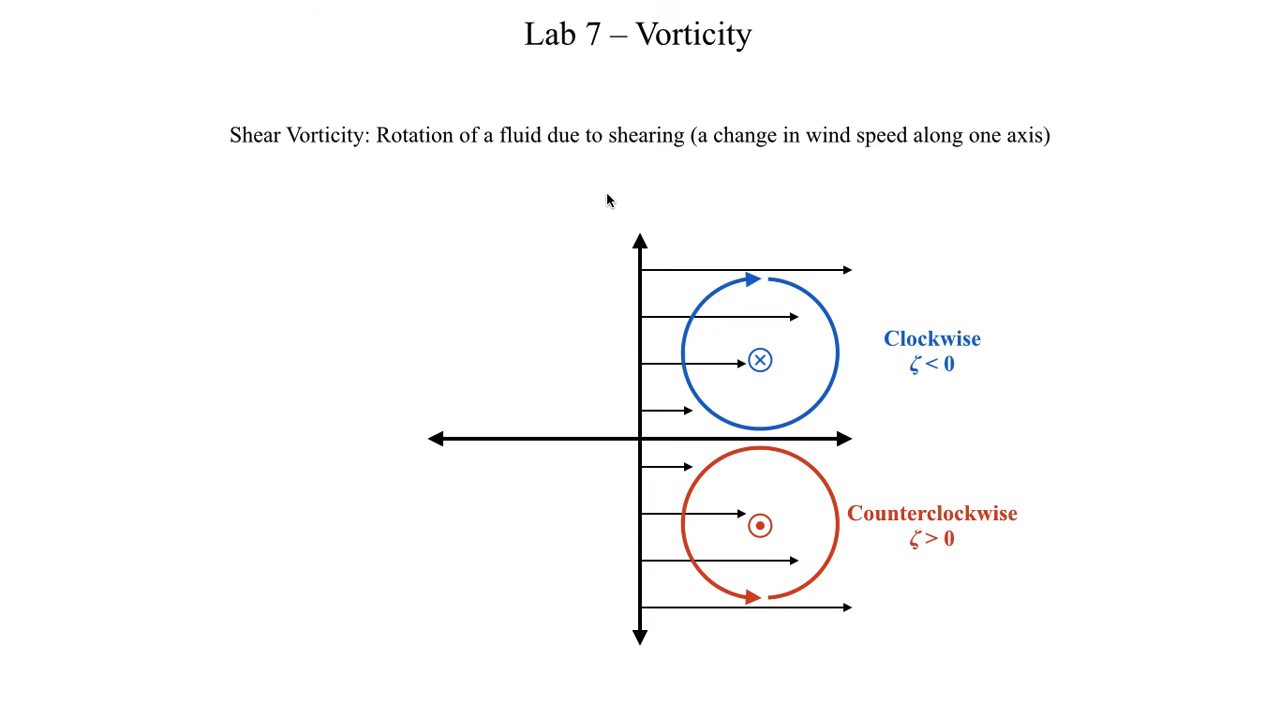 Lab 7 – Vorticity
Shear Vorticity: Rotation of a fluid due to shearing (a change in wind speed along one axis)
Clockwise
ζ < 0
Counterclockwise
ζ > 0